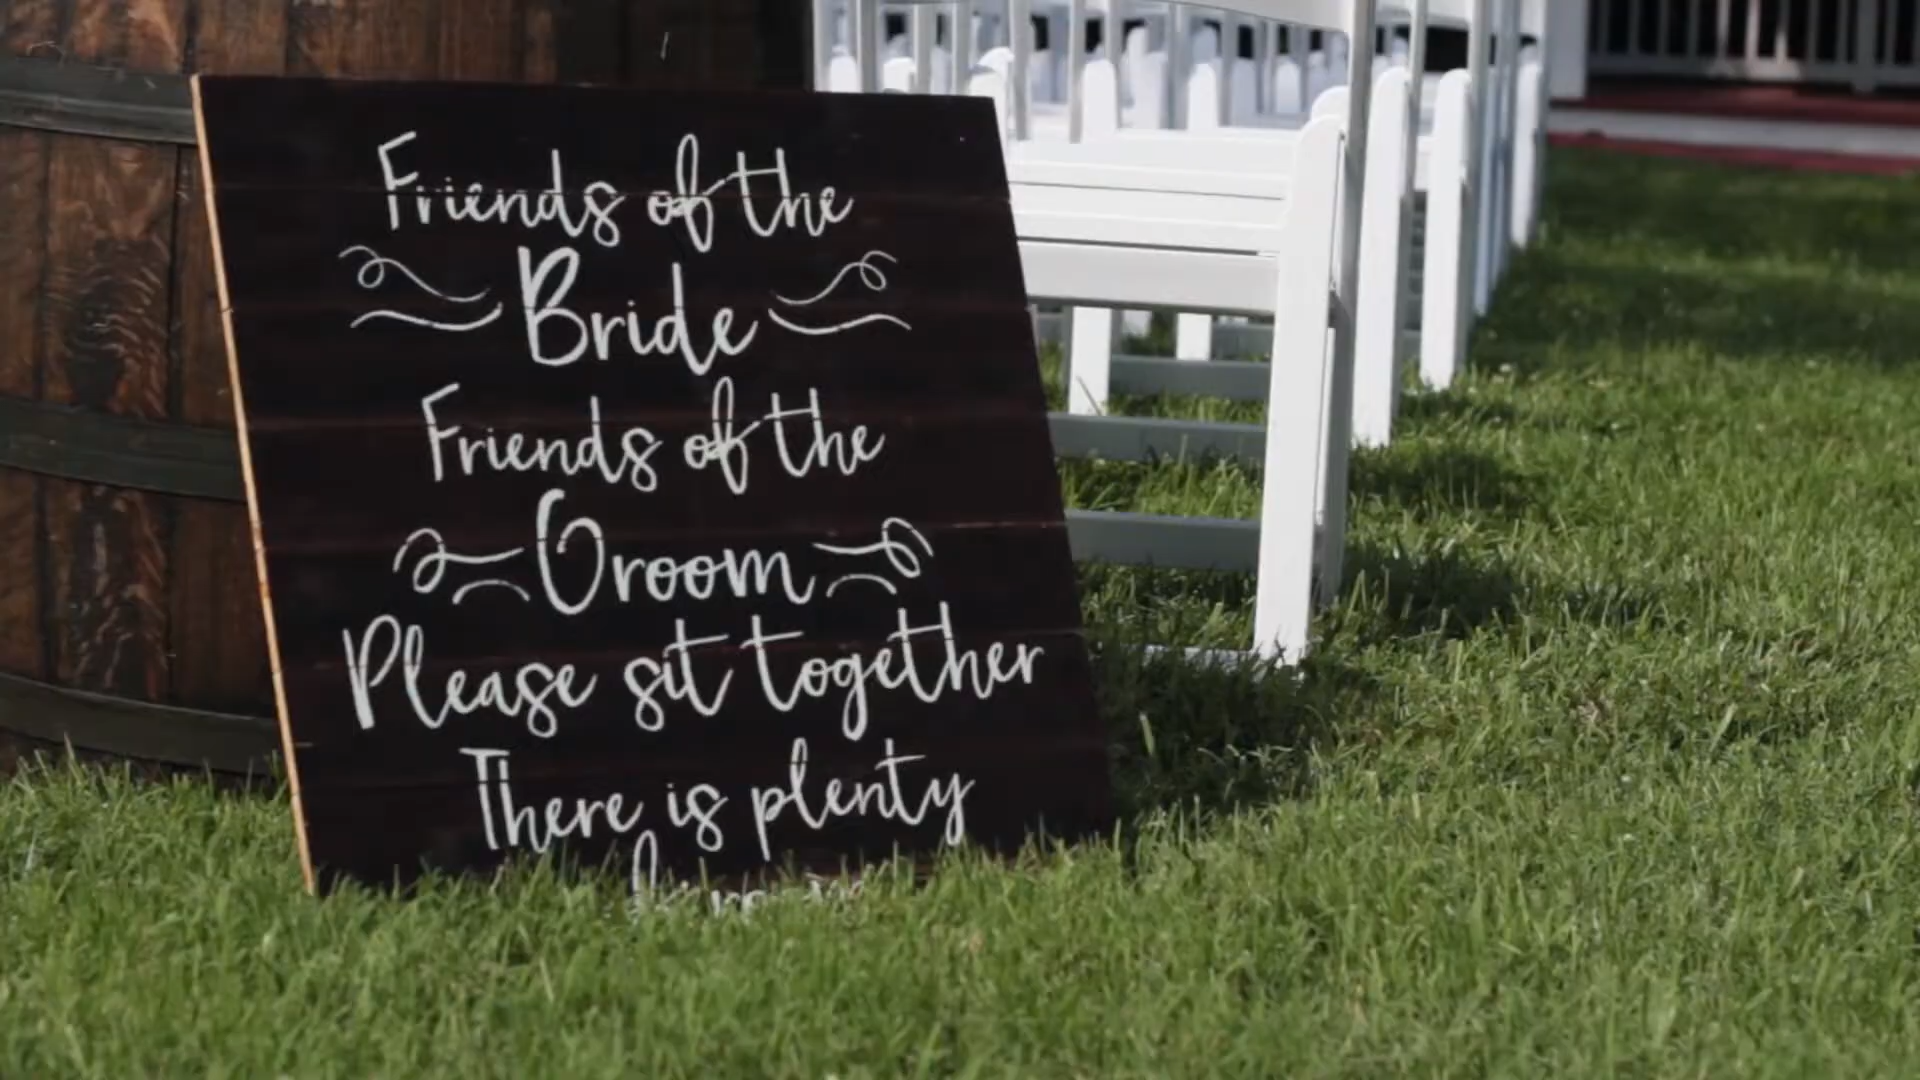 Friends of the
Bride
Friends of the
Groom
Please sit together
There is plenty